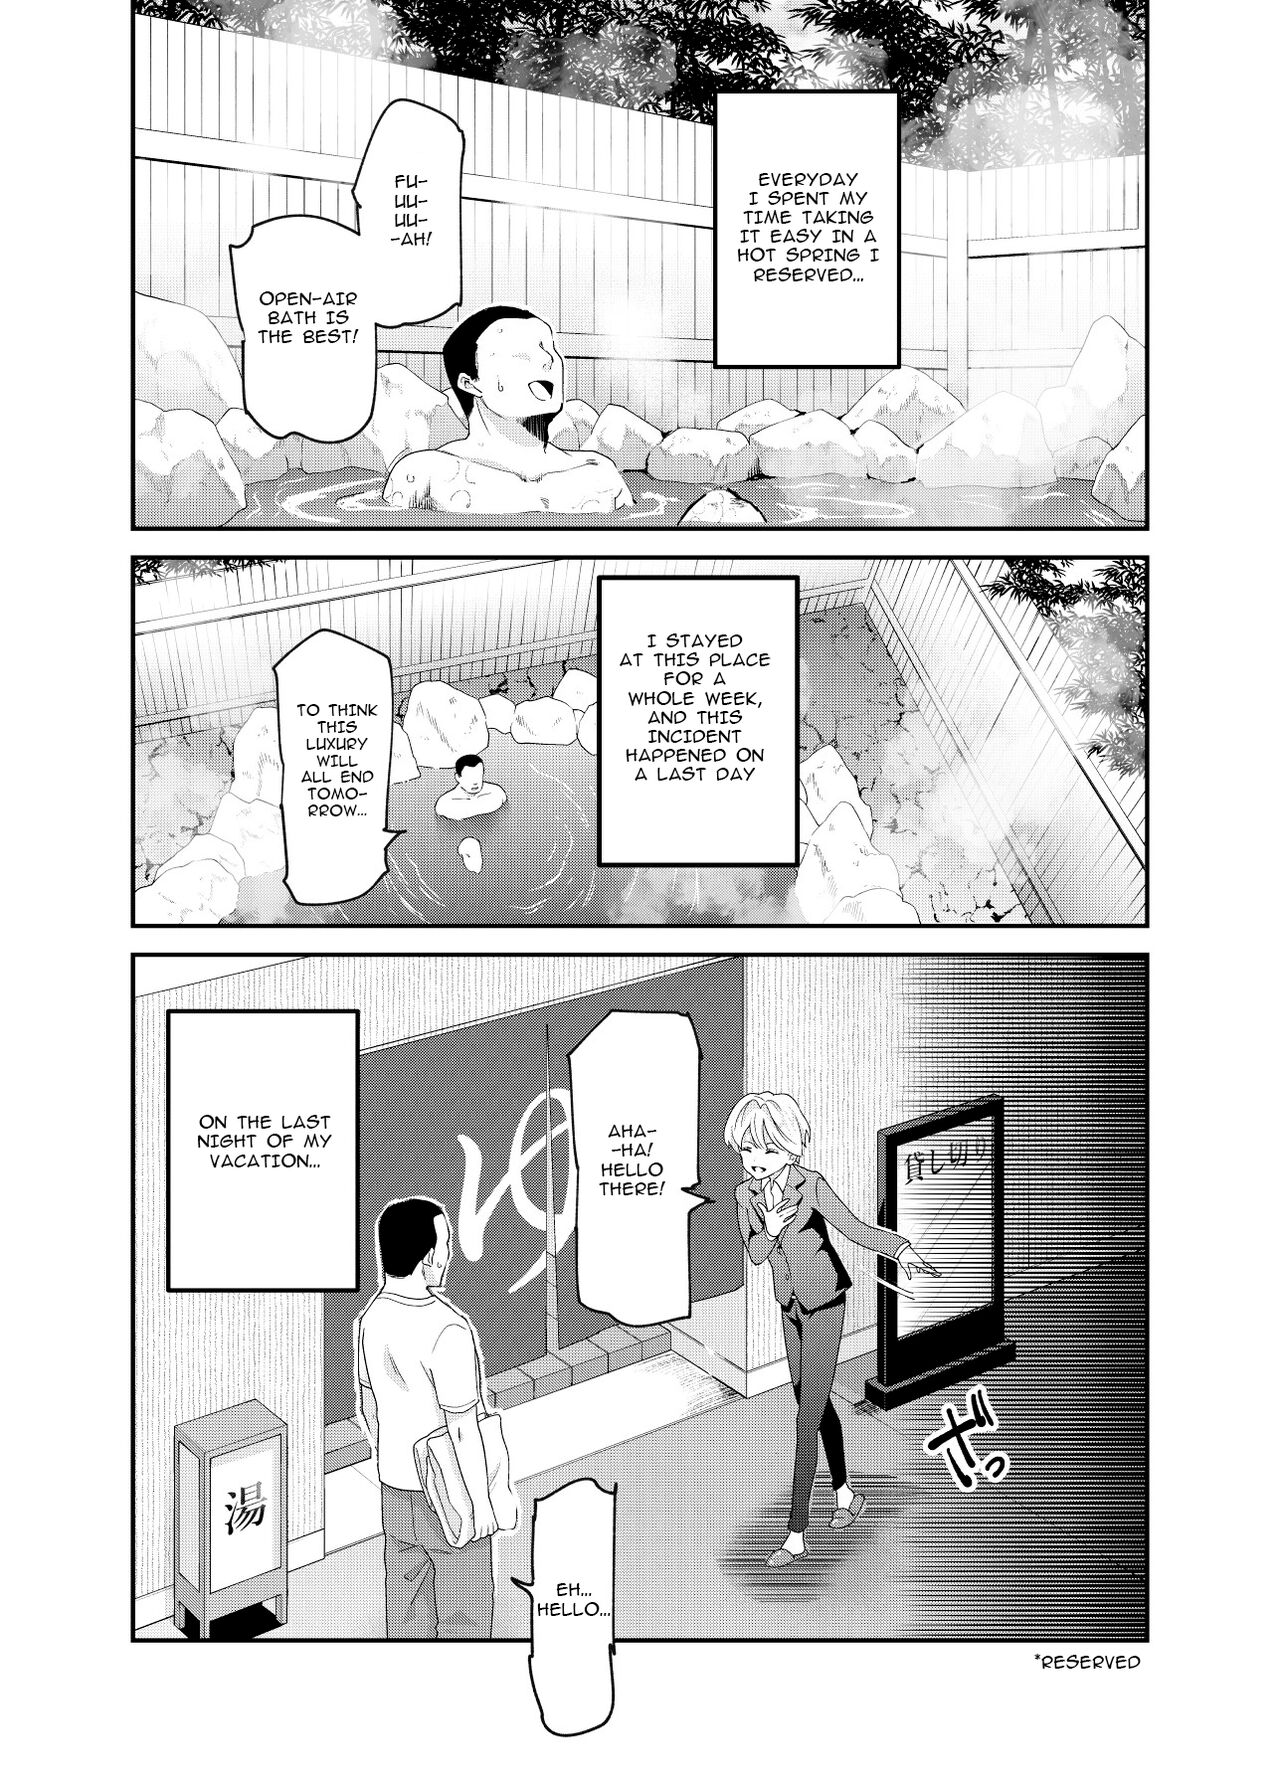 EVERYDAY
I SPENT MY
TIME TAKING
IT EASY IN A
HOT SPRING I
RESERVED...
FU-
UU-
UU-
-AH!
OPEN-AIR
BATH IS
THE BEST!
I STAYED
AT THIS PLACE
FOR A
WHOLE WEEK,
AND THIS
INCIDENT
HAPPENED ON
A LAST DAY
TO THINK
THIS
LUXURY
WILL
ALL END
TOMO-
RROW...
ON THE LAST
NIGHT OF MY
VACATION...
ゆ
AHA-
-HA!
HELLO
THERE!
貸し切り
湯
EH...
HELLO...
*RESERVED